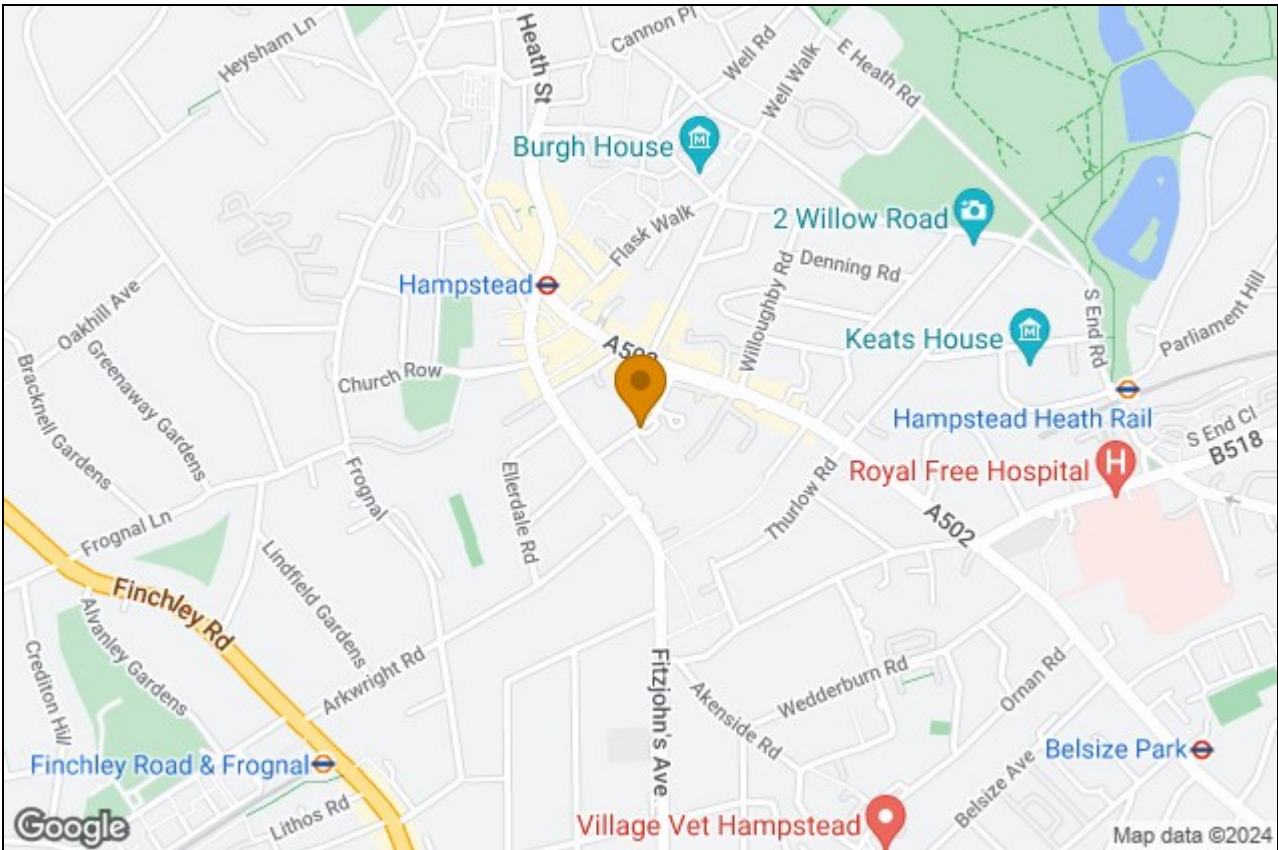 Heysham Ln
Heath St
Cannon Pl
Well Rd
Well Walk
E Heath Rd
Burgh House
Flask Walk
2 Willow Road
Denning Rd
Willoughby Rd
Hampstead
Oakhill Ave
Greenaway Gardens
Bracknell Gardens
Church Row
Keats House
S End Rd
Parliament Hill
Hampstead Heath Rail
S End Cl
B518
Royal Free Hospital
Frognal
Ellerdale Rd
Thurlow Rd
A502
Frognal Ln
Finchley Rd
Lindfield Gardens
Alvanley Gardens
Crediton Hill
Arkwright Rd
Fitzjohn's Ave
Akenside Rd
Wedderburn Rd
Ornan Rd
Belsize Park
Belsize Ave
Finchley Road & Frognal
Lithos Rd
Village Vet Hampstead
Google
Map data ©2024